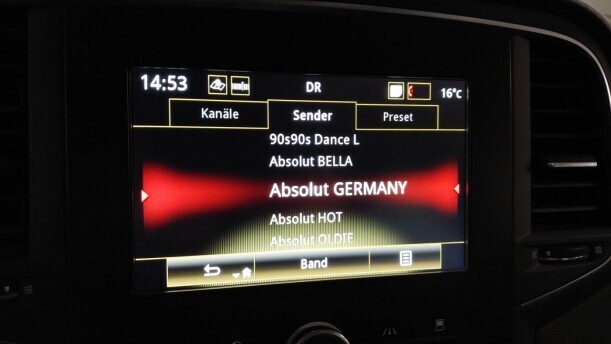 14:53 DR 16°C
Kanäle Sender Preset
90s90s Dance L
Absolut BELLA
Absolut GERMANY
Absolut HOT
Absolut OLDIE
Band